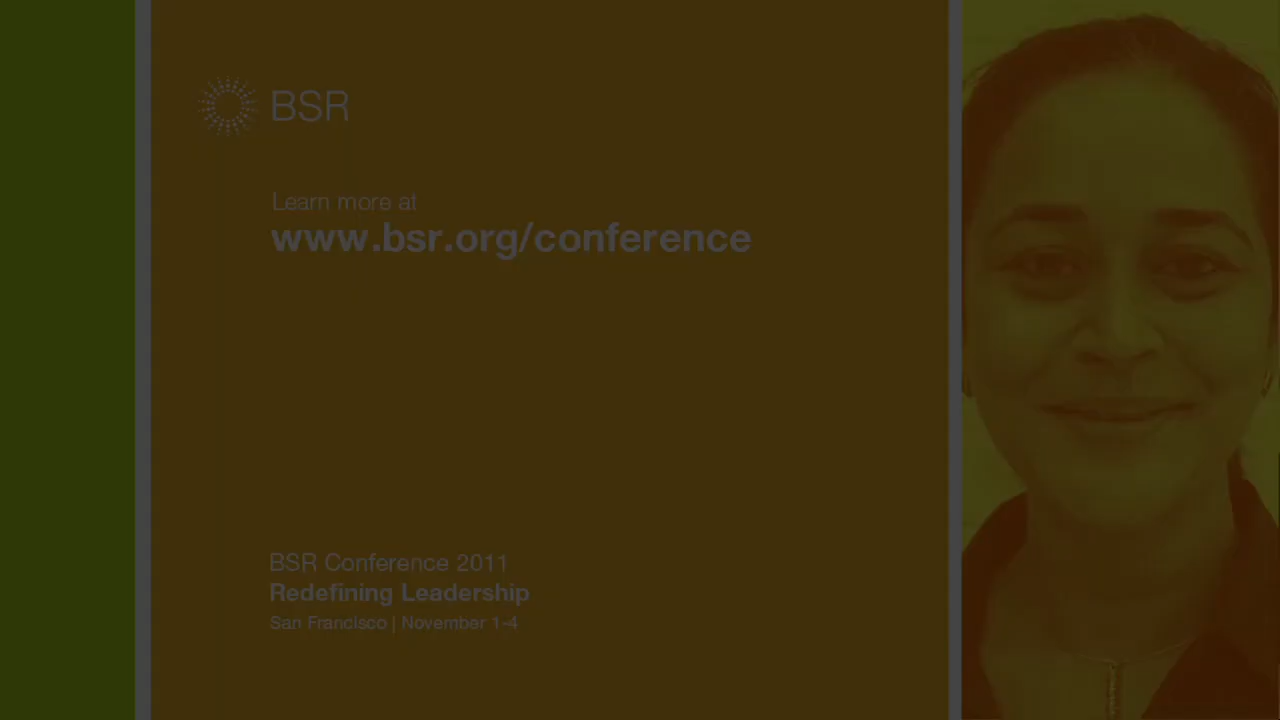 BSR
Learn more at
www.bsr.org/conference
BSR Conference 2011
Redefining Leadership
San Francisco | November 1-4